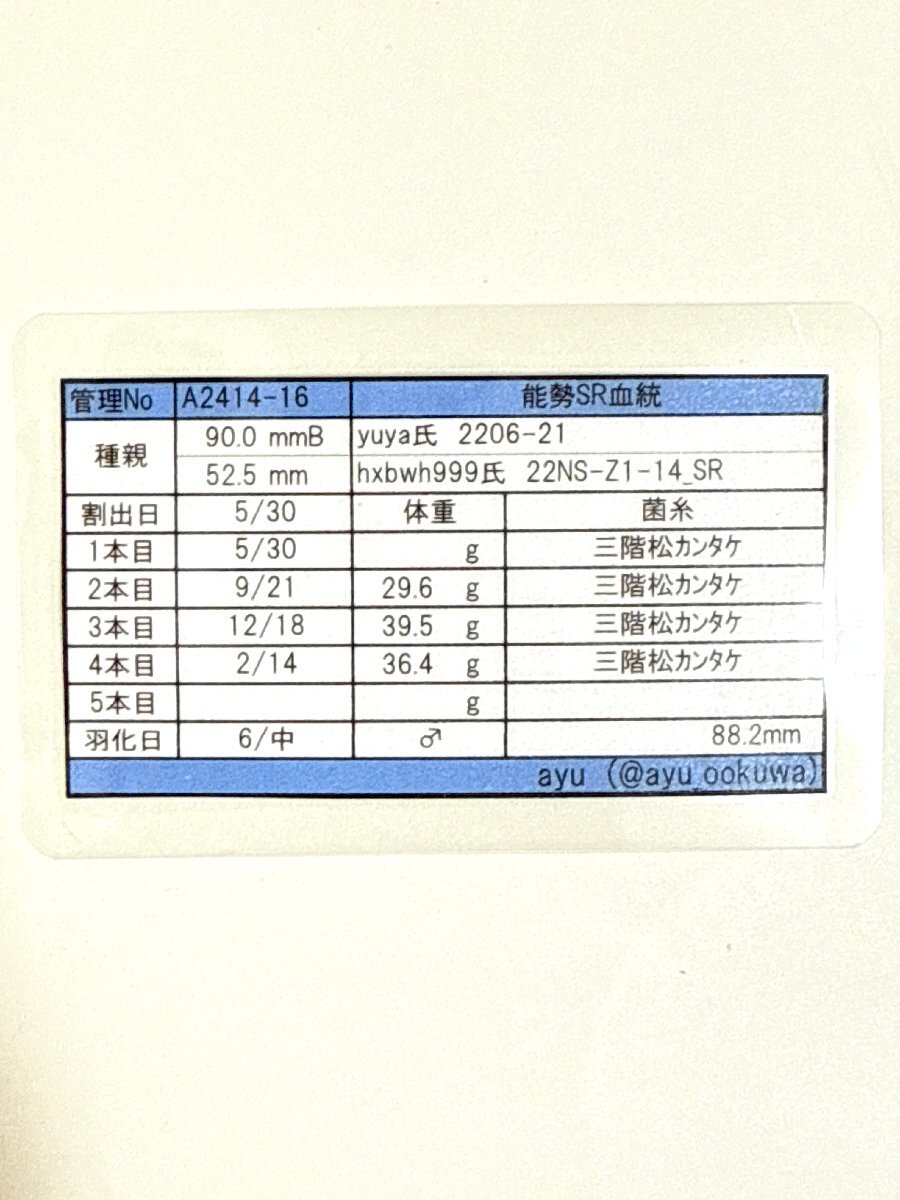 管理No A2414-16 能勢SR血統
種親 90.0 mmB yuya氏 2206-21
52.5 mm hxbwh999氏 22NS-Z1-14_SR
割出日 5/30 体重 菌糸
1本目 5/30 g 三階松カンタケ
2本目 9/21 29.6 g 三階松カンタケ
3本目 12/18 39.5 g 三階松カンタケ
4本目 2/14 36.4 g 三階松カンタケ
5本目 g
羽化日 6/中 ♂ 88.2mm
ayu (@ayu_ookuwa)